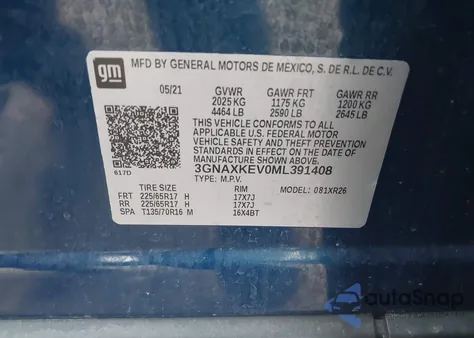 gm
MFD BY GENERAL MOTORS DE MEXICO, S. DE R.L. DE C.V.
05/21 GVWR GAWR FRT GAWR RR
2025 KG 1175 KG 1200 KG
4464 LB 2590 LB 2645 LB
THIS VEHICLE CONFORMS TO ALL
APPLICABLE U.S. FEDERAL MOTOR
VEHICLE SAFETY AND THEFT
PREVENTION STANDARDS IN EFFECT
ON THE DATE OF MANUFACTURE
SHOWN ABOVE.
3GNAXKEV0ML391408
617D TYPE: M.P.V. MODEL: 081XR26
TIRE SIZE RIM
FRT 225/65R17 H 17X7J
RR 225/65R17 H 17X7J
SPA T135/70R16 M 16X4BT
autoSnap